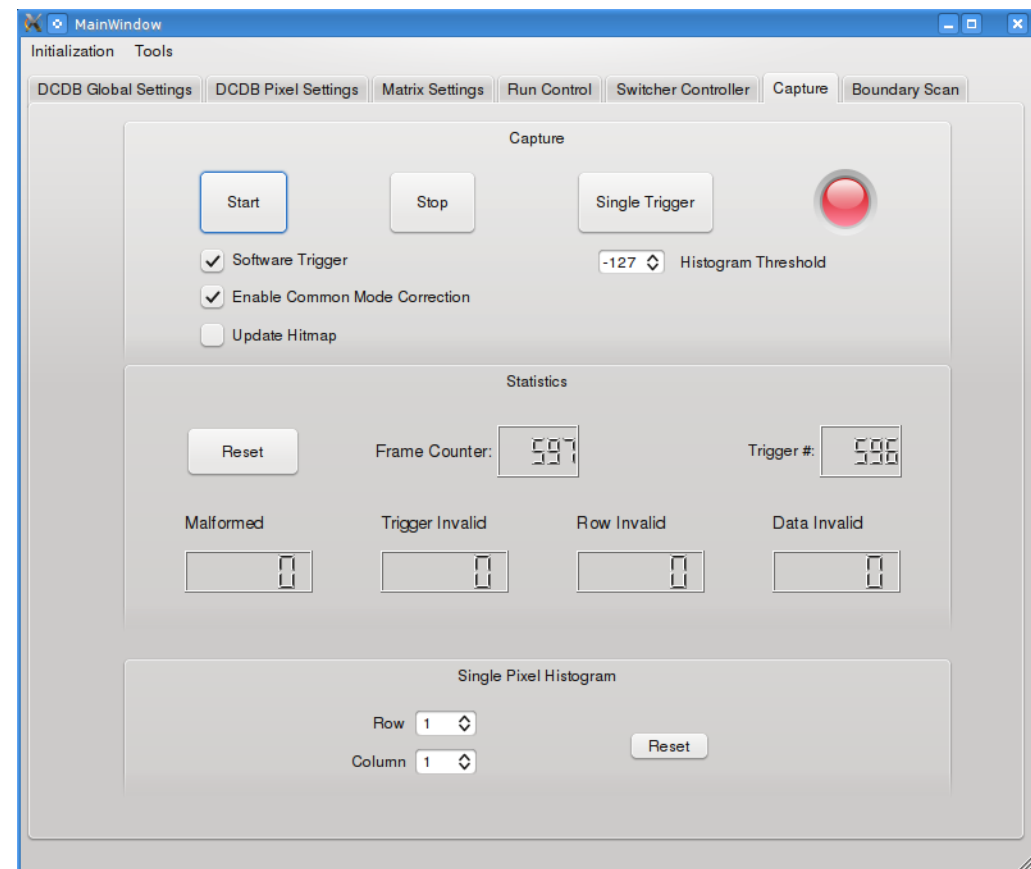 MainWindow
Initialization Tools
DCDB Global Settings DCDB Pixel Settings Matrix Settings Run Control Switcher Controller Capture Boundary Scan
Capture
Start Stop Single Trigger
Software Trigger -127 Histogram Threshold
Enable Common Mode Correction
Update Hitmap
Statistics
Reset Frame Counter: 597 Trigger #: 596
Malformed Trigger Invalid Row Invalid Data Invalid
0 0 0 0
Single Pixel Histogram
Row 1
Reset
Column 1